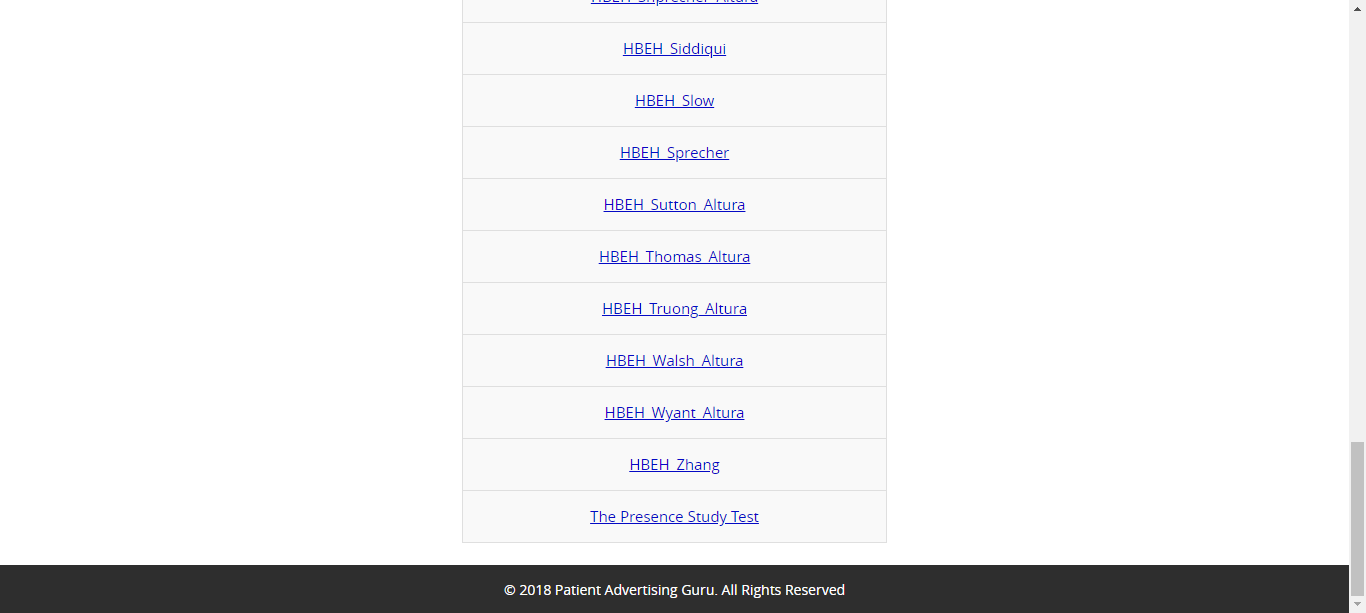 HBEH_Siddiqui
HBEH_Slow
HBEH_Sprecher
HBEH_Sutton_Altura
HBEH_Thomas_Altura
HBEH_Truong_Altura
HBEH_Walsh_Altura
HBEH_Wyant_Altura
HBEH_Zhang
The Presence Study Test
© 2018 Patient Advertising Guru. All Rights Reserved